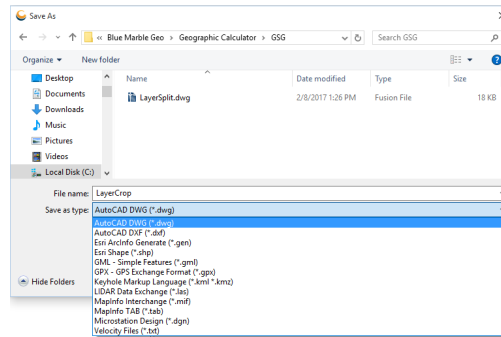 Save As
« Blue Marble Geo > Geographic Calculator > GSG
Search GSG
Organize
New folder
Desktop
Documents
Downloads
Music
Pictures
Videos
Local Disk (C:)
Name Date modified Type Size
LayerSplit.dwg 2/8/2017 1:26 PM Fusion File 18 KB
File name: LayerCrop
Save as type: AutoCAD DWG (*.dwg)
AutoCAD DWG (*.dwg)
AutoCAD DXF (*.dxf)
Esri ArcInfo Generate (*.gen)
Esri Shape (*.shp)
GML - Simple Features (*.gml)
GPX - GPS Exchange Format (*.gpx)
Keyhole Markup Language (*.kml *.kmz)
LIDAR Data Exchange (*.las)
MapInfo Interchange (*.mif)
MapInfo TAB (*.tab)
Microstation Design (*.dgn)
Velocity Files (*.txt)
Hide Folders